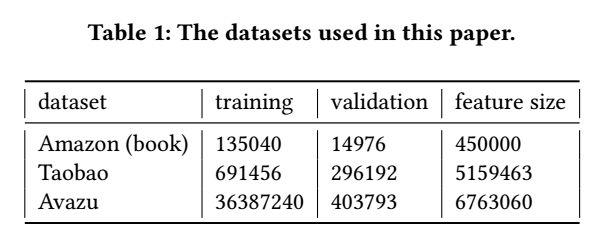 Table 1: The datasets used in this paper.
dataset training validation feature size
Amazon (book) 135040 14976 450000
Taobao 691456 296192 5159463
Avazu 36387240 403793 6763060